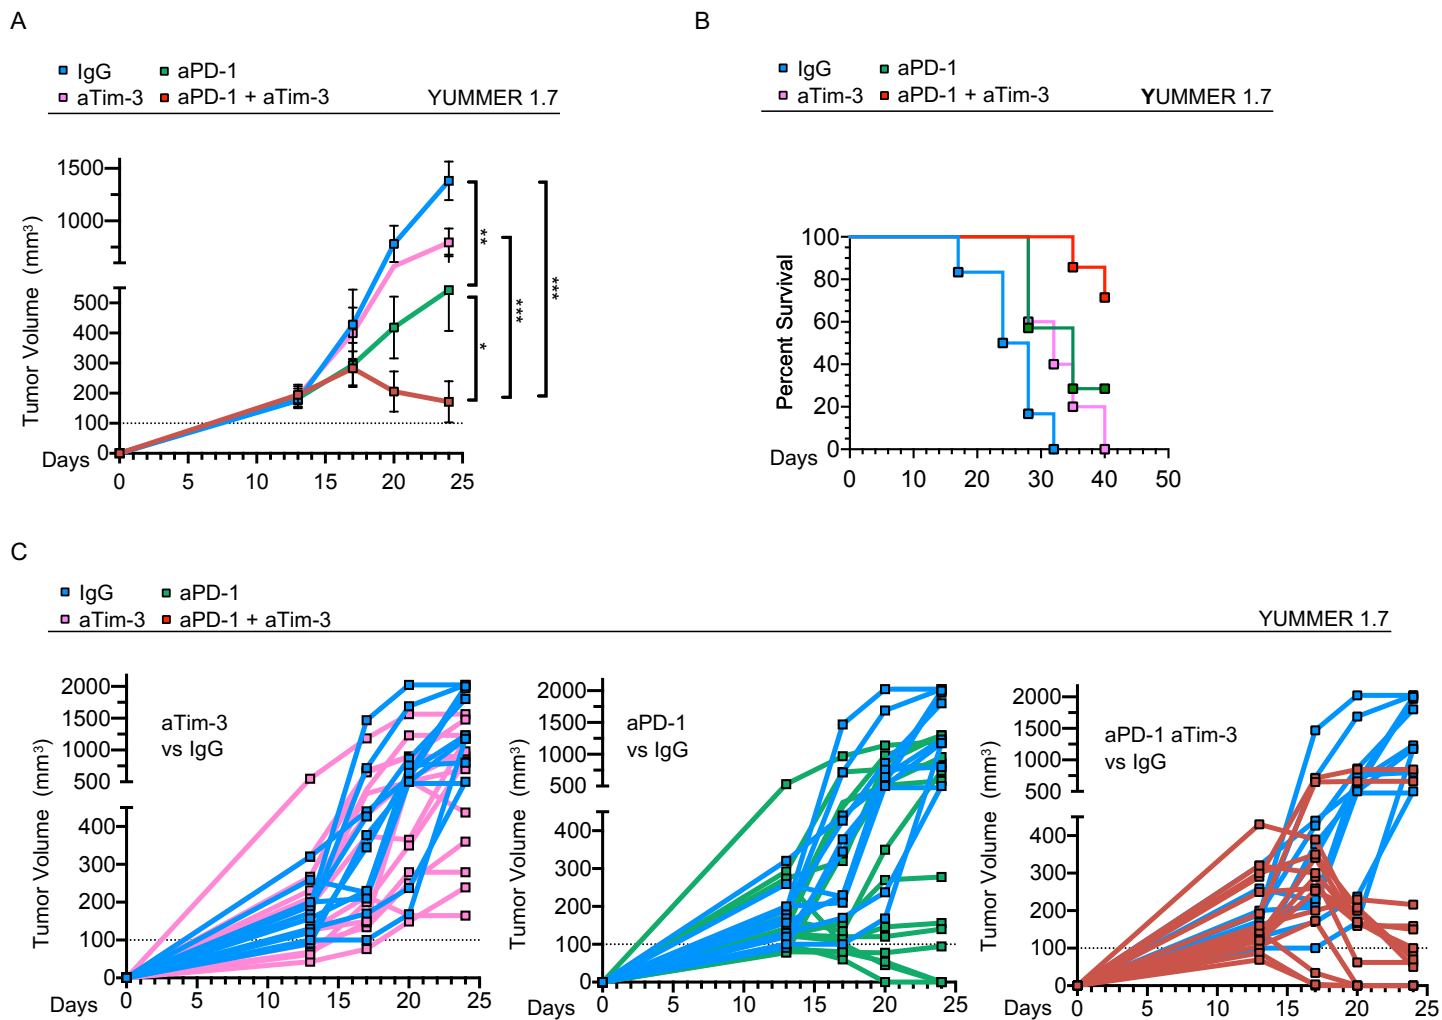 A
IgG aPD-1
aTim-3 aPD-1 + aTim-3 YUMMER 1.7
Tumor Volume (mm³)
1500
1000
500
400
300
200
100
0
Days
0 5 10 15 20 25
**
*
***
***
B
IgG aPD-1
aTim-3 aPD-1 + aTim-3 YUMMER 1.7
Percent Survival
100
80
60
40
20
0
Days
0 10 20 30 40 50
C
IgG aPD-1
aTim-3 aPD-1 + aTim-3 YUMMER 1.7
aTim-3
vs IgG
Tumor Volume (mm³)
2000
1500
1000
500
400
300
200
100
0
Days
0 5 10 15 20 25
aPD-1
vs IgG
Tumor Volume (mm³)
2000
1500
1000
500
400
300
200
100
0
Days
0 5 10 15 20 25
aPD-1 aTim-3
vs IgG
Tumor Volume (mm³)
2000
1500
1000
500
400
300
200
100
0
Days
0 5 10 15 20 25